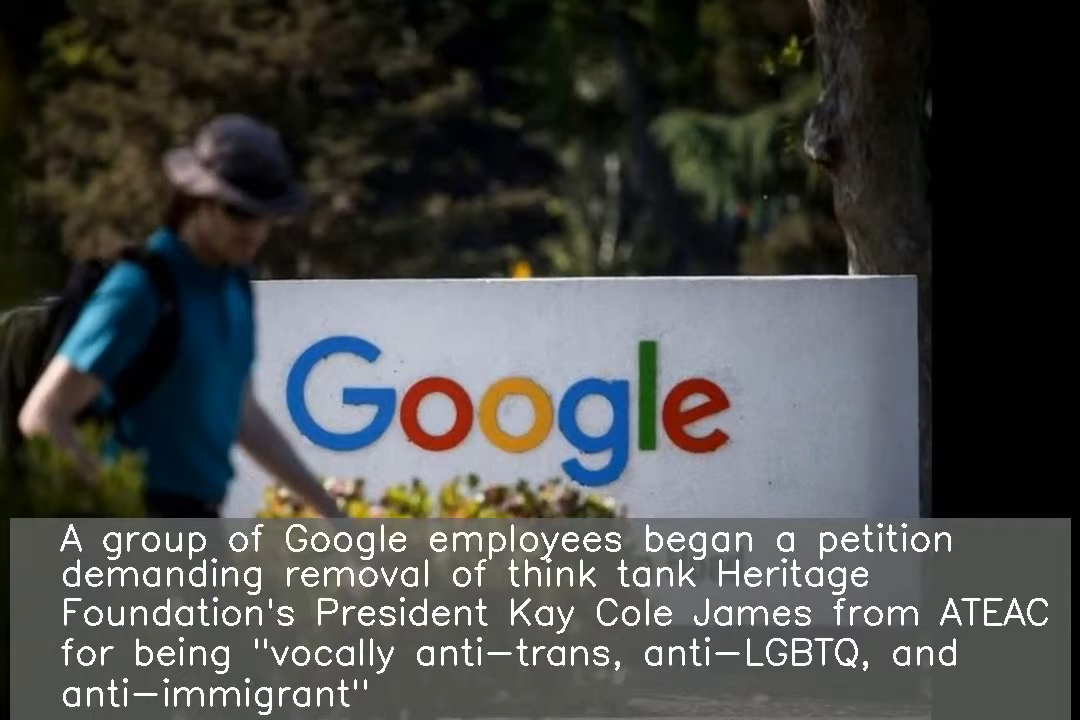 Google
A group of Google employees began a petition
demanding removal of think tank Heritage
Foundation's President Kay Cole James from ATEAC
for being "vocally anti-trans, anti-LGBTQ, and
anti-immigrant"